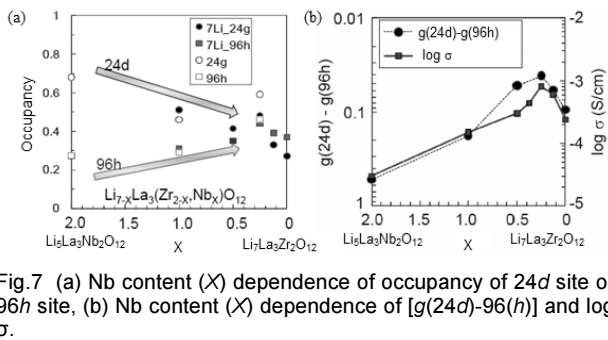 (a)
1
0.8
0.6
0.4
0.2
0
Occupancy
7Li_24g
7Li_96h
24g
96h
24d
96h
Li7-XLa3(Zr2-X,NbX)O12
2.0 1.5 1.0 0.5 0
Li5La3Nb2O12 X Li7La3Zr2O12
(b)
0.01
0.1
1
g(24d) - g(96h)
g(24d)-g(96h)
log σ
-2
-3
-4
-5
log σ (S/cm)
2.0 1.5 1.0 0.5 0
Li5La3Nb2O12 X Li7La3Zr2O12
Fig.7 (a) Nb content (X) dependence of occupancy of 24d site o
96h site, (b) Nb content (X) dependence of [g(24d)-96(h)] and log
σ.